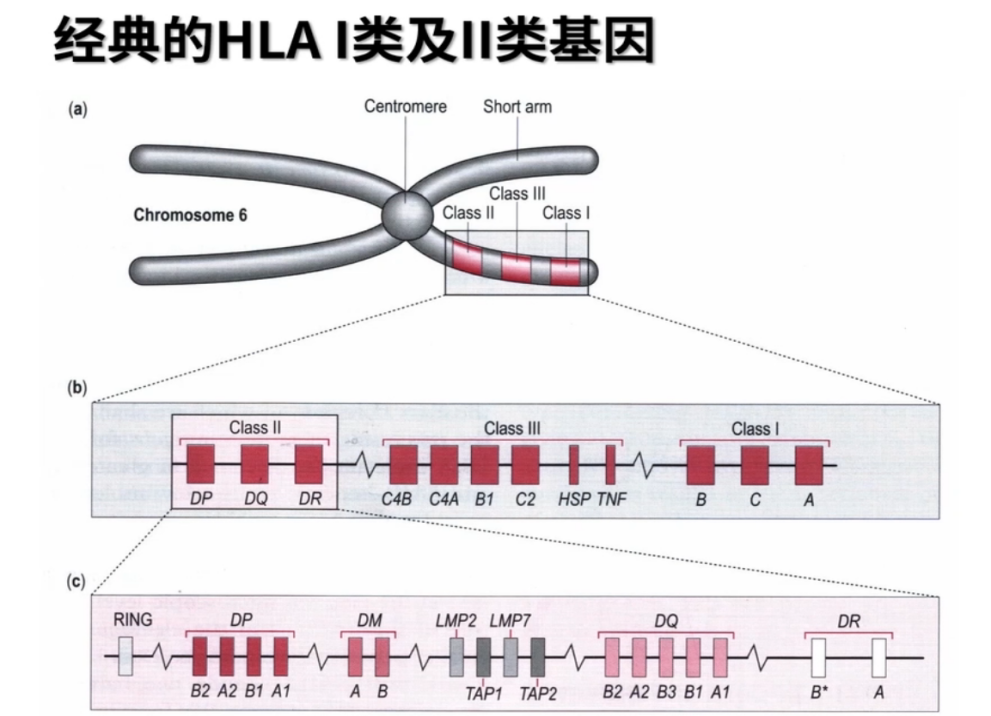 经典的HLA I类及II类基因
(a)
Centromere
Short arm
Class III
Chromosome 6
Class II
Class I
(b)
Class II
Class III
Class I
DP DQ DR C4B C4A B1 C2 HSP TNF B C A
(c)
RING
DP
DM
LMP2 LMP7
DQ
DR
B2 A2 B1 A1 A B TAP1 TAP2 B2 A2 B3 B1 A1 B* A